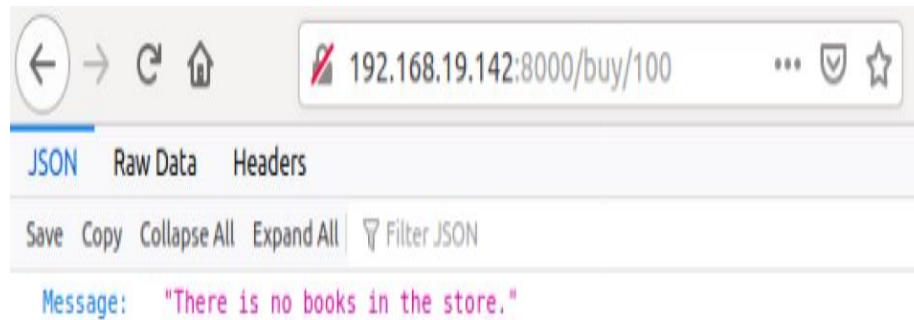 192.168.19.142:8000/buy/100
JSON Raw Data Headers
Save Copy Collapse All Expand All Filter JSON
Message: "There is no books in the store."